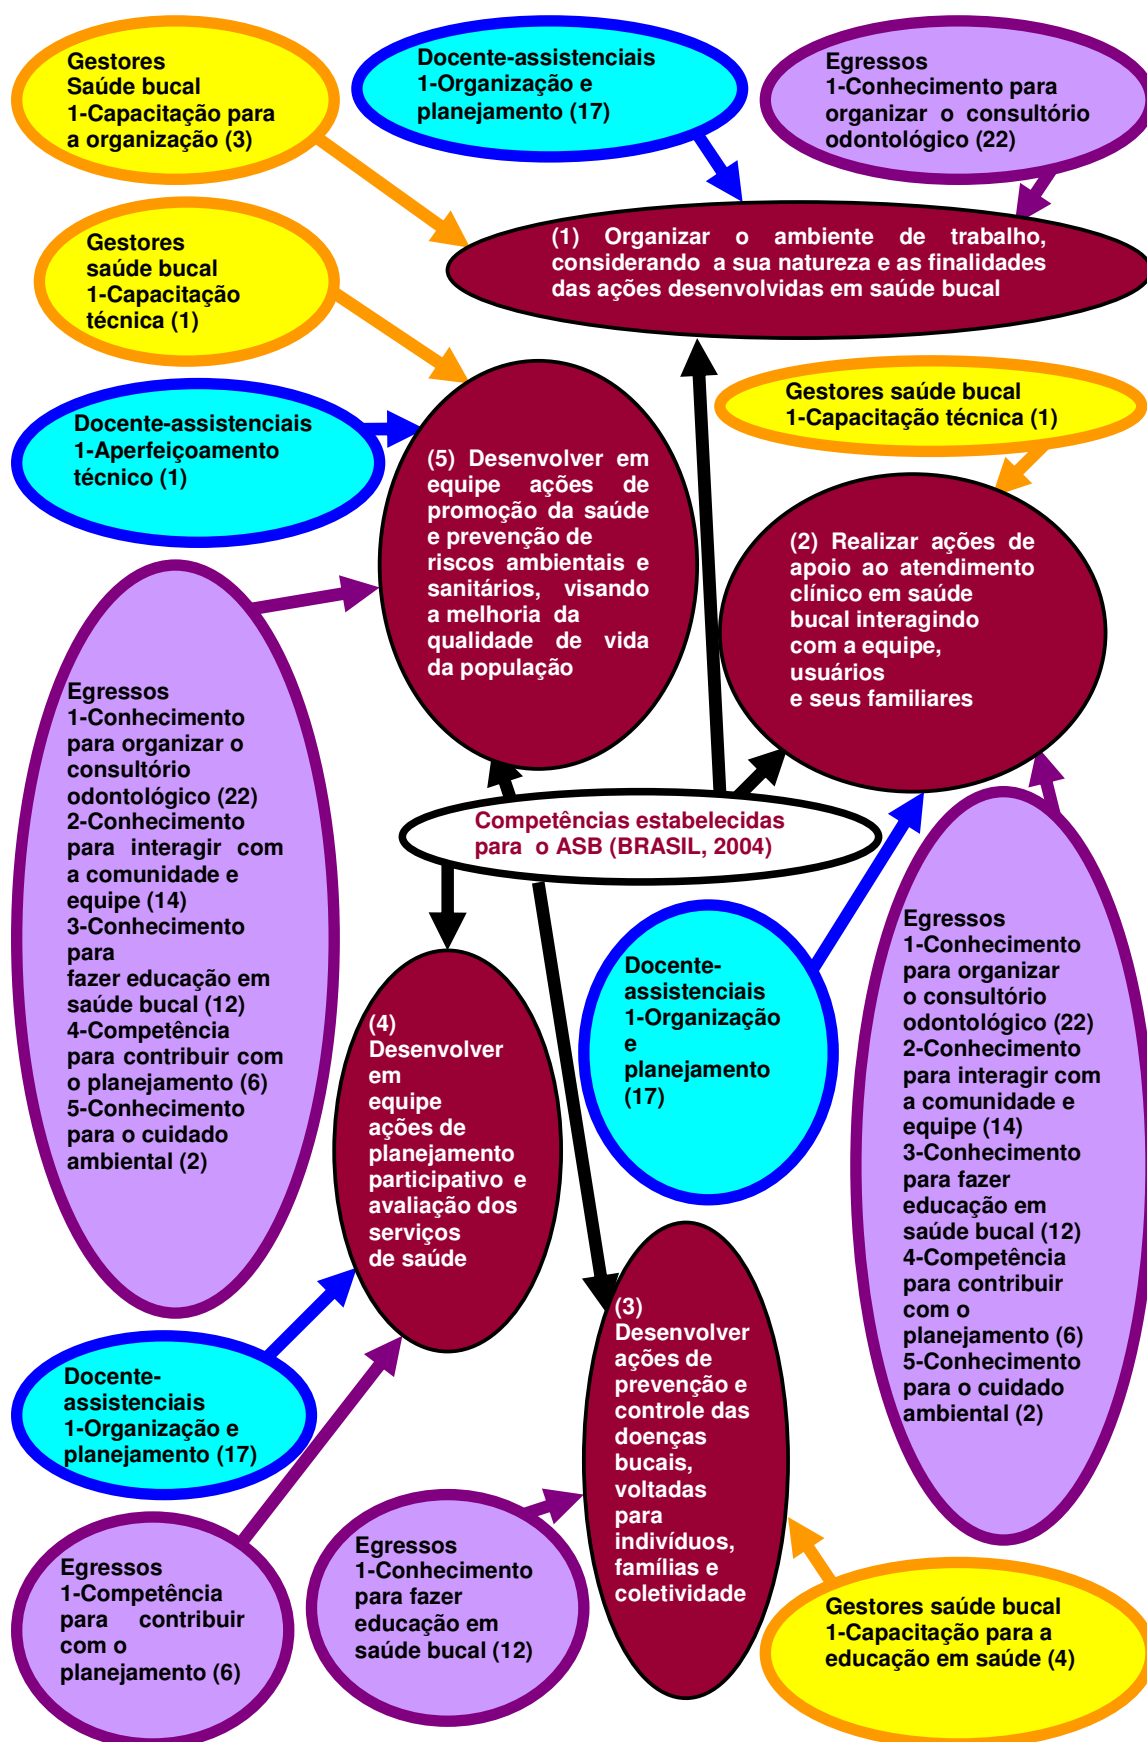 Gestores
Saúde bucal
1-Capacitação para
a organização (3)
Docente-assistenciais
1-Organização e
planejamento (17)
Egressos
1-Conhecimento para
organizar o consultório
odontológico (22)
(1) Organizar o ambiente de trabalho,
considerando a sua natureza e as finalidades
das ações desenvolvidas em saúde bucal
Gestores
saúde bucal
1-Capacitação
técnica (1)
Gestores saúde bucal
1-Capacitação técnica (1)
Docente-assistenciais
1-Aperfeiçoamento
técnico (1)
(5) Desenvolver em
equipe ações de
promoção da saúde
e prevenção de
riscos ambientais e
sanitários, visando
a melhoria da
qualidade de vida
da população
(2) Realizar ações de
apoio ao atendimento
clínico em saúde
bucal interagindo
com a equipe,
usuários
e seus familiares
Egressos
1-Conhecimento
para organizar o
consultório
odontológico (22)
2-Conhecimento
para interagir com
a comunidade e
equipe (14)
3-Conhecimento
para
fazer educação em
saúde bucal (12)
4-Competência
para contribuir com
o planejamento (6)
5-Conhecimento
para o cuidado
ambiental (2)
Competências estabelecidas
para o ASB (BRASIL, 2004)
Docente-
assistenciais
1-Organização
e
planejamento
(17)
Egressos
1-Conhecimento
para organizar
o consultório
odontológico (22)
2-Conhecimento
para interagir com
a comunidade e
equipe (14)
3-Conhecimento
para fazer
educação em
saúde bucal (12)
4-Competência
para contribuir
com o
planejamento (6)
5-Conhecimento
para o cuidado
ambiental (2)
(4)
Desenvolver
em
equipe
ações de
planejamento
participativo e
avaliação dos
serviços
de saúde
(3)
Desenvolver
ações de
prevenção e
controle das
doenças
bucais,
voltadas
para
indivíduos,
famílias e
coletividade
Docente-
assistenciais
1-Organização e
planejamento (17)
Egressos
1-Competência
para contribuir
com o
planejamento (6)
Egressos
1-Conhecimento
para fazer
educação em
saúde bucal (12)
Gestores saúde bucal
1-Capacitação para a
educação em saúde (4)